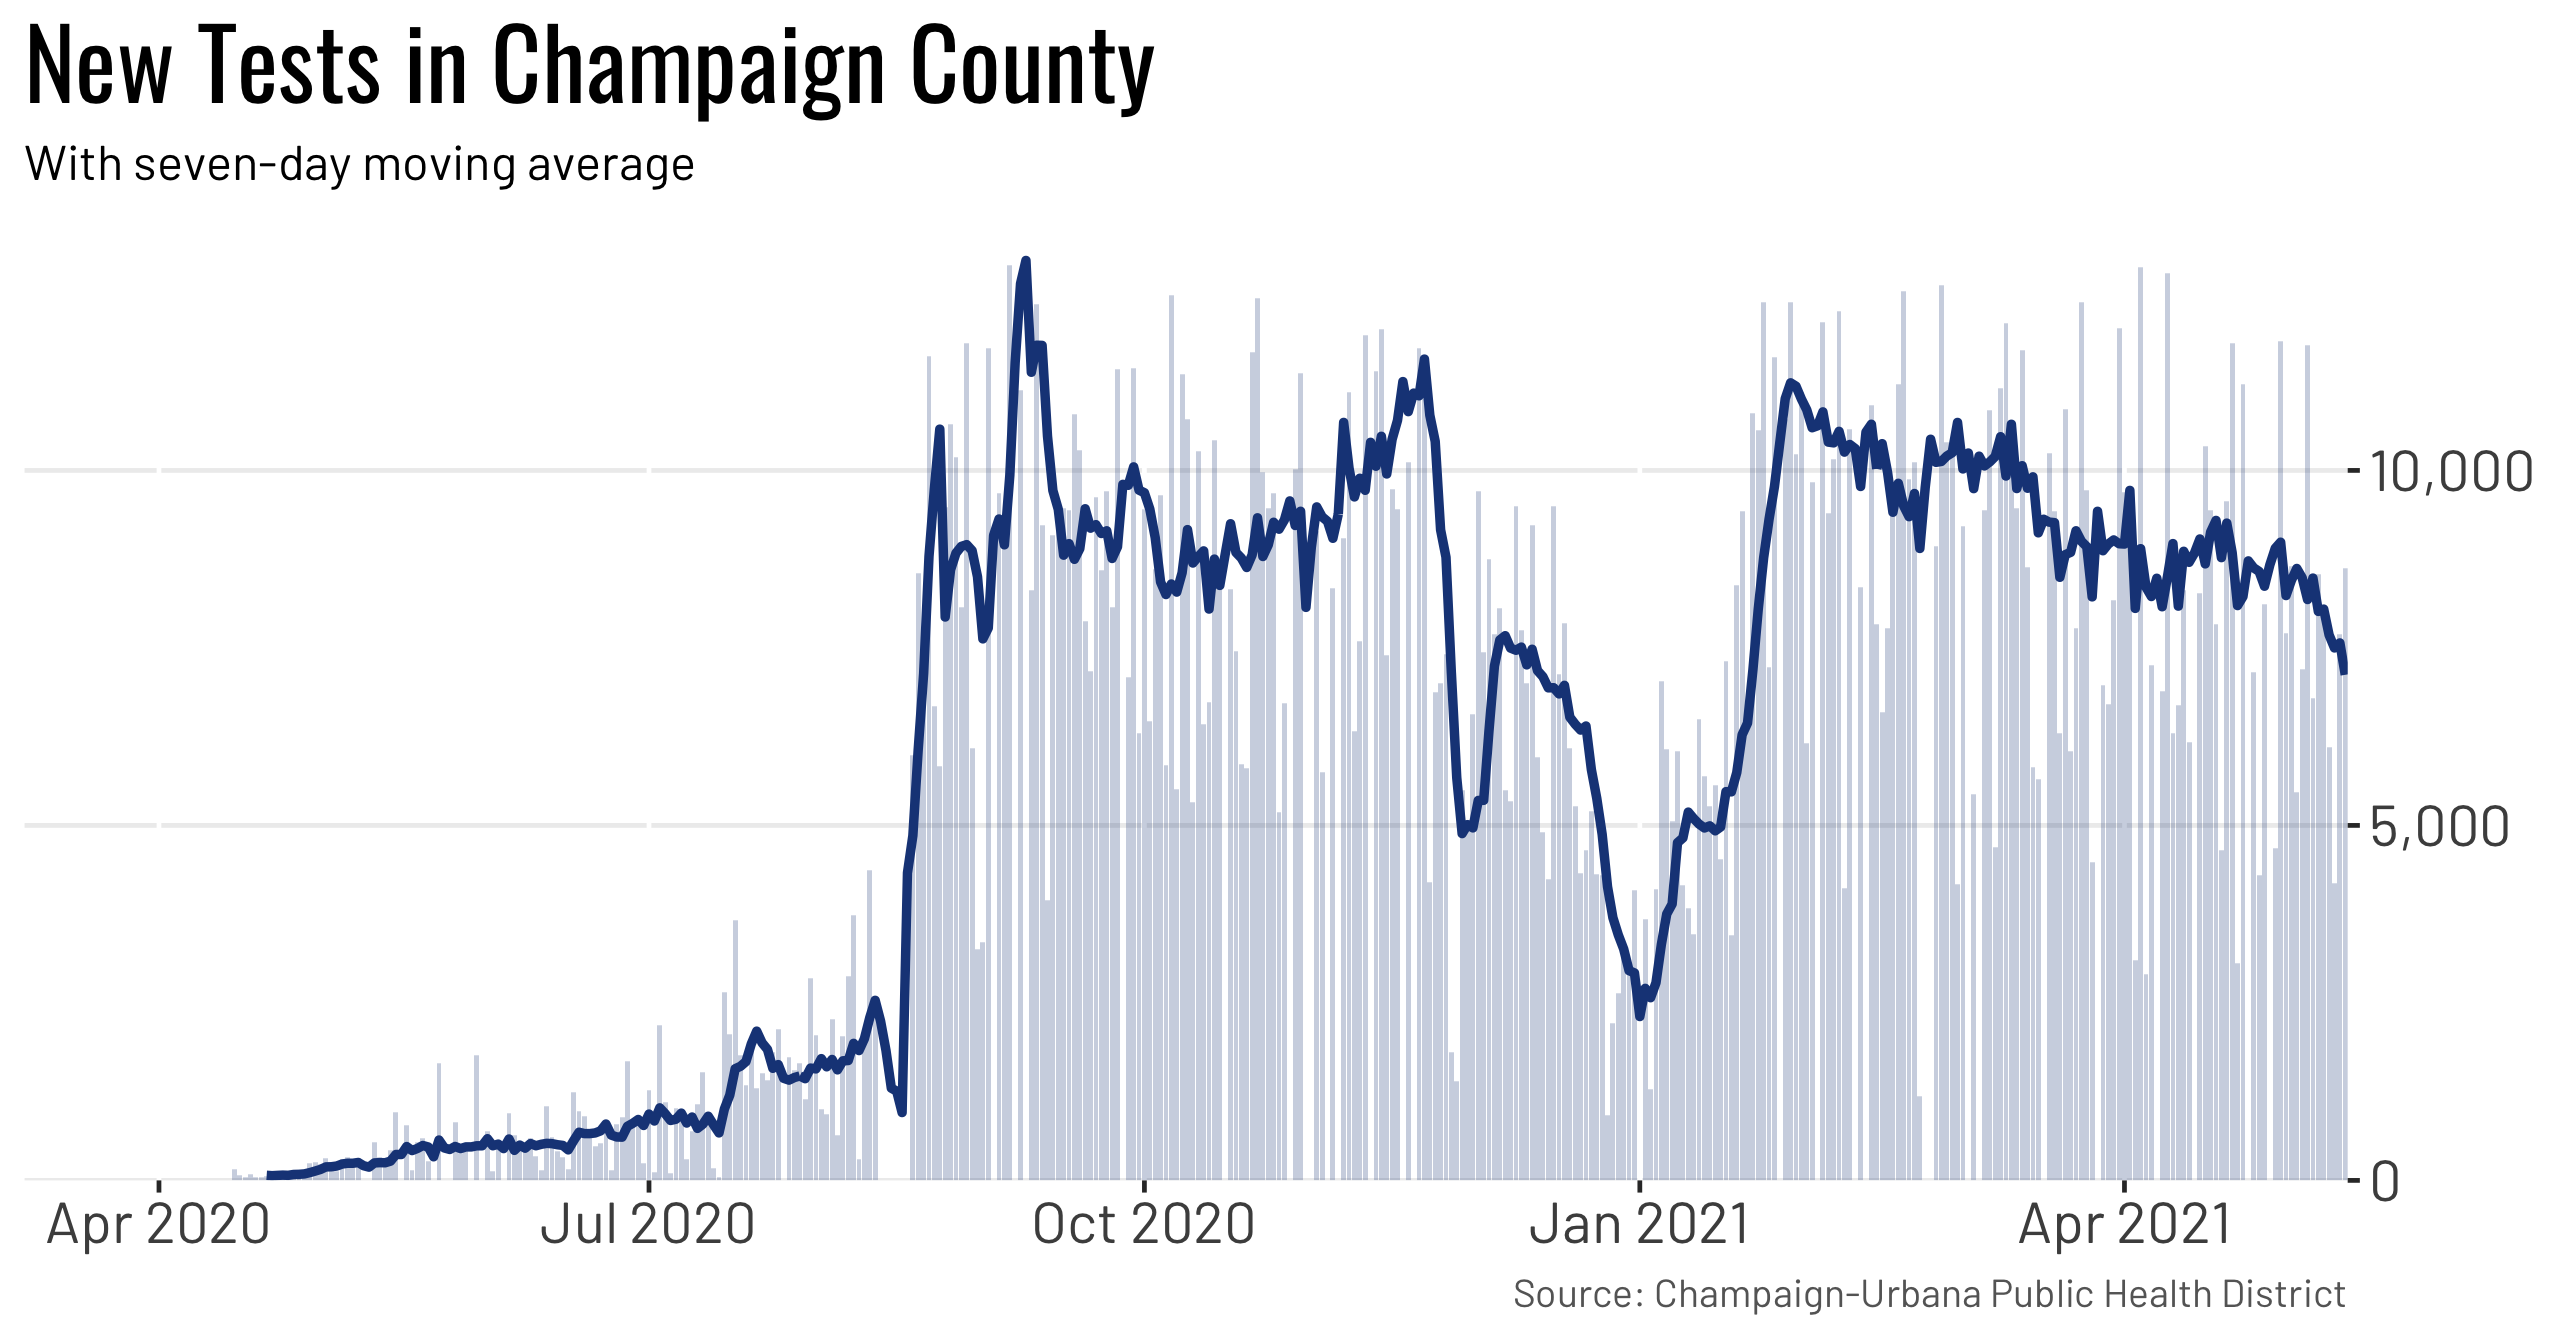 New Tests in Champaign County
With seven-day moving average
10,000
5,000
0
Apr 2020 Jul 2020 Oct 2020 Jan 2021 Apr 2021
Source: Champaign-Urbana Public Health District